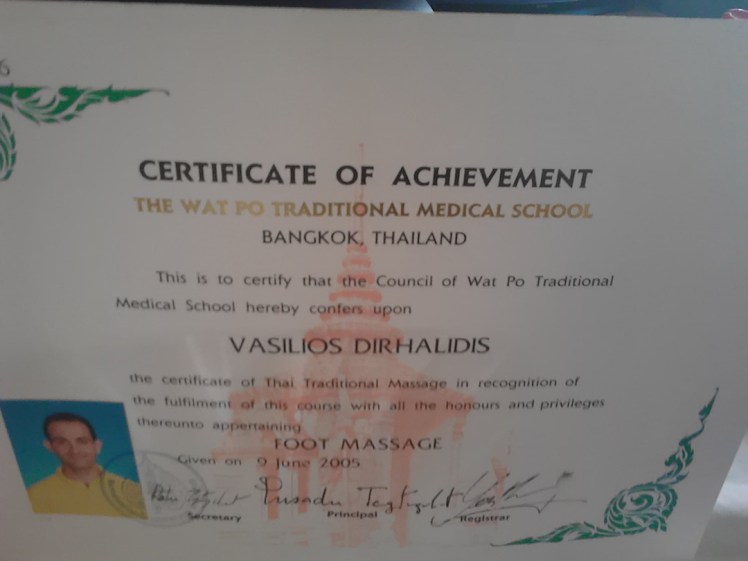 6
CERTIFICATE OF ACHIEVEMENT
THE WAT PO TRADITIONAL MEDICAL SCHOOL
BANGKOK, THAILAND
This is to certify that the Council of Wat Po Traditional
Medical School hereby confers upon
VASILIOS DIRHALIDIS
the certificate of Thai Traditional Massage in recognition of
the fulfilment of this course with all the honours and privileges
thereunto appertaining
FOOT MASSAGE
Given on 9 June 2005
Secretary Principal Registrar